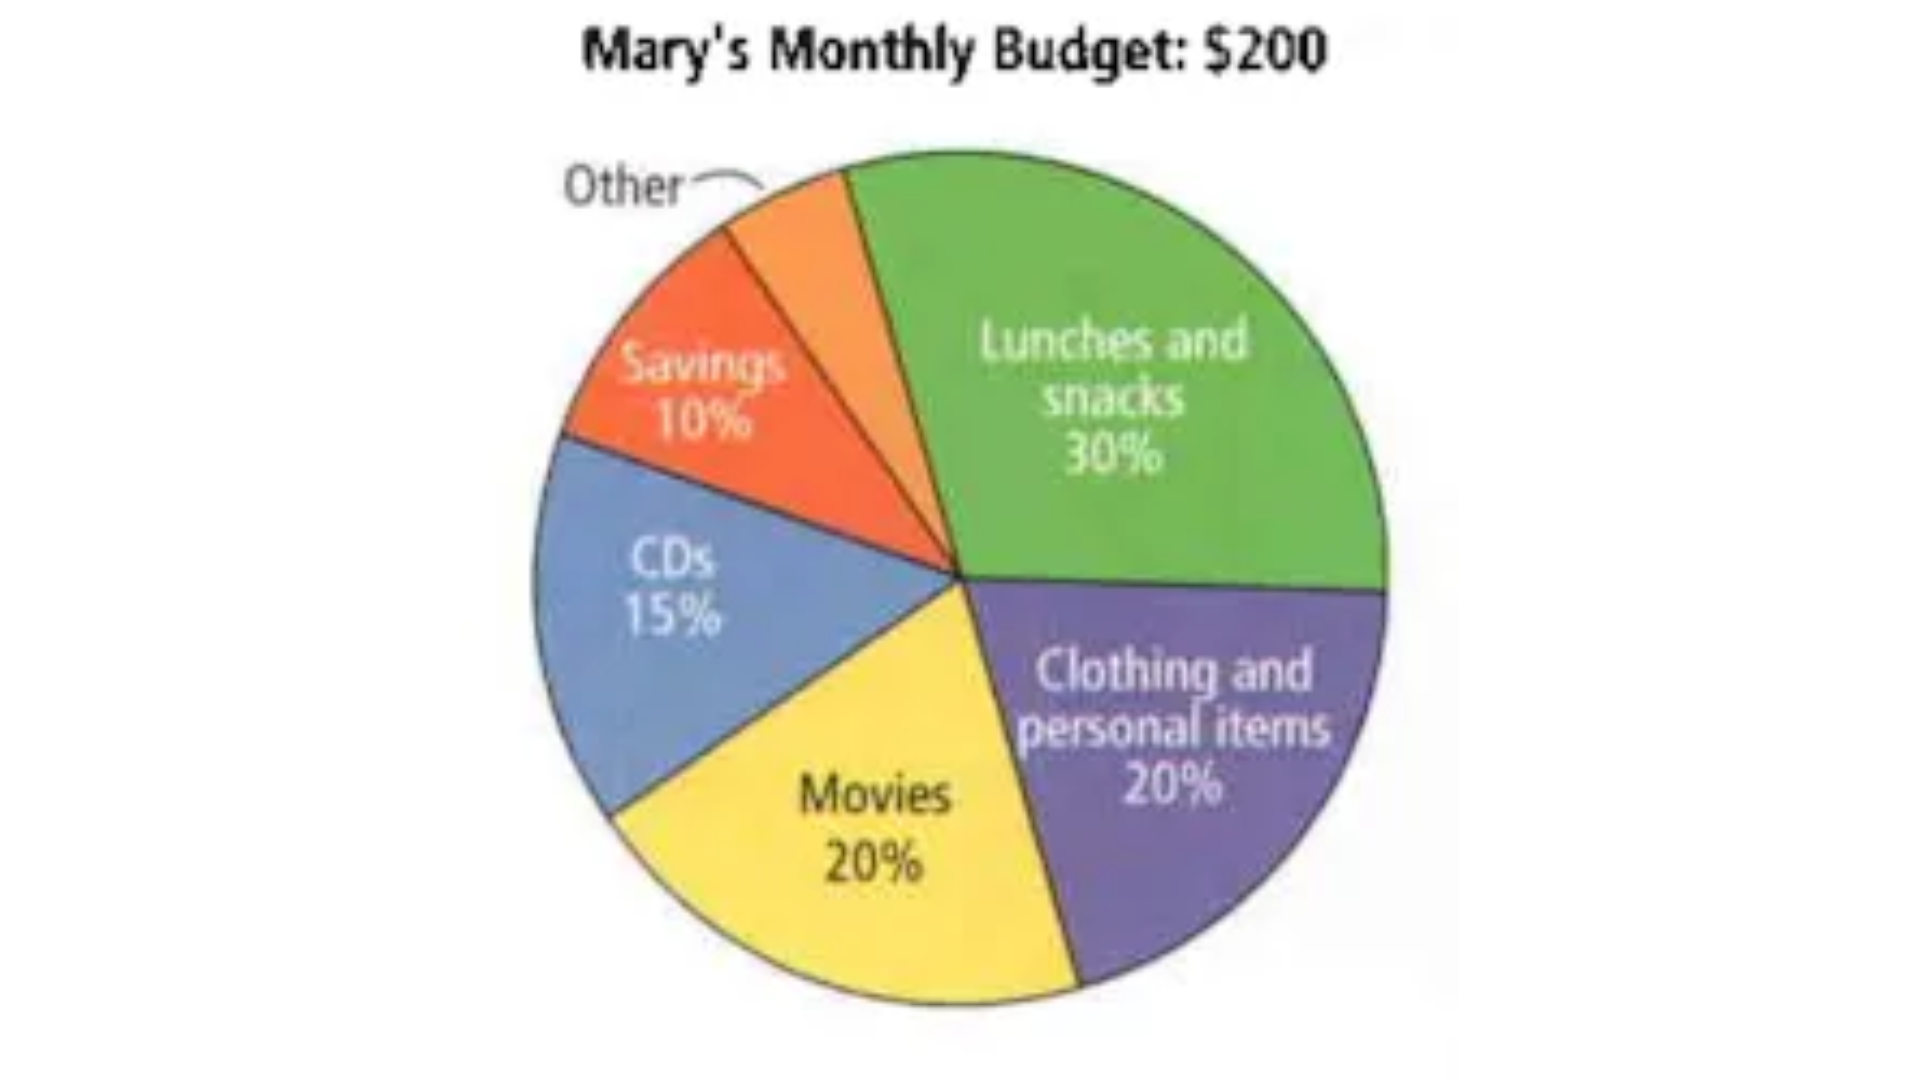 Mary's Monthly Budget: $200
Other
Lunches and
snacks
30%
Savings
10%
CDs
15%
Clothing and
personal items
20%
Movies
20%